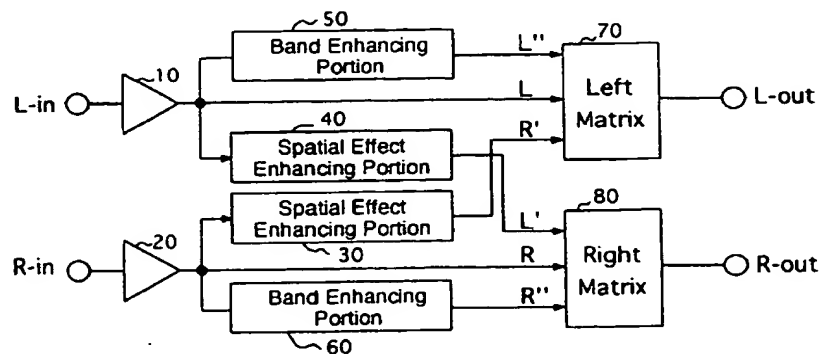 50
Band Enhancing
Portion
L''
70
10
L-in
L
Left
Matrix
L-out
40
R'
Spatial Effect
Enhancing Portion
Spatial Effect
Enhancing Portion
30
80
L'
20
R-in
R
Right
Matrix
R-out
Band Enhancing
Portion
R''
60